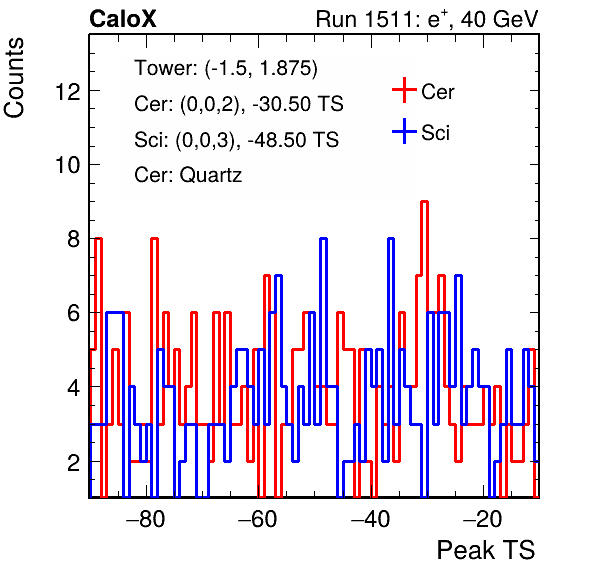 CaloX Run 1511: e⁺, 40 GeV
Counts
Tower: (-1.5, 1.875)
Cer: (0,0,2), -30.50 TS
Sci: (0,0,3), -48.50 TS
Cer: Quartz
Cer
Sci
12
10
8
6
4
2
−80 −60 −40 −20
Peak TS